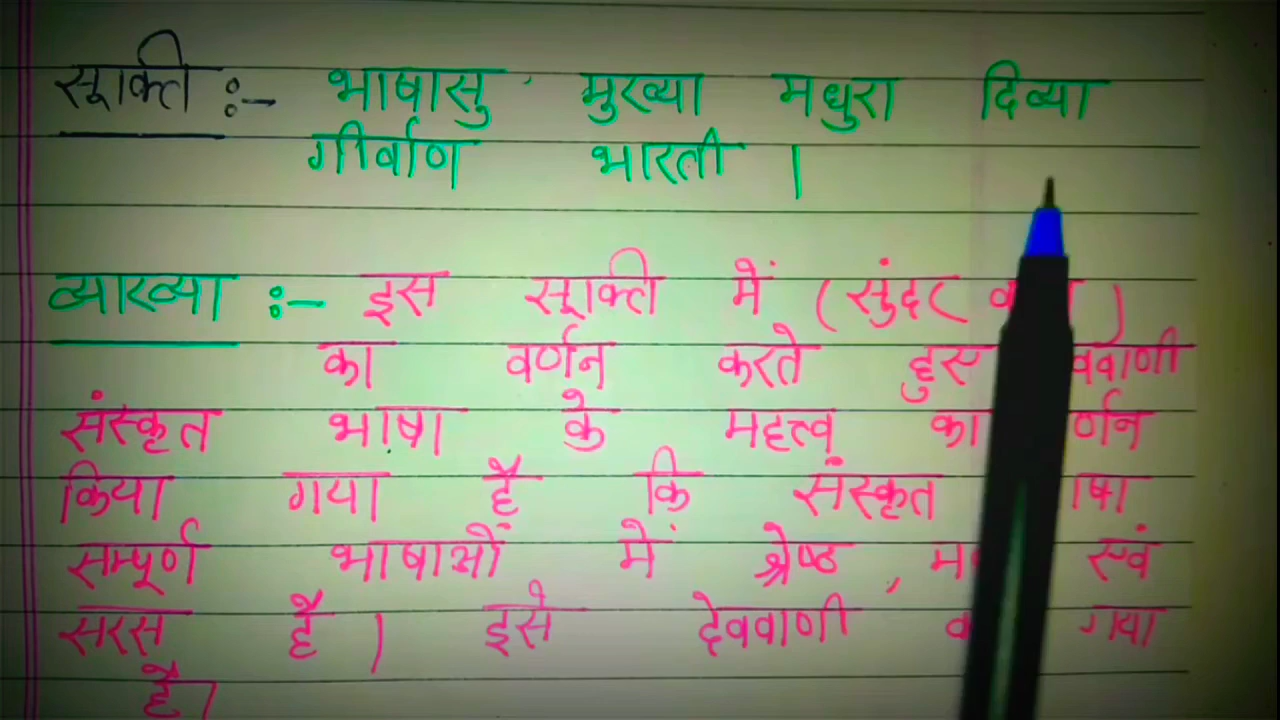 सूक्ति :- भाषासु मुख्या मधुरा दिव्या
गीर्वाण भारती ।
व्याख्या :- इस सूक्ति में (सुंदर )
का वर्णन करते हुए
संस्कृत भाषा के महत्त्व का
किया गया है कि संस्कृत
सम्पूर्ण भाषाओं में श्रेष्ठ , एवं
सरस है । इसे देववाणी गया
है।